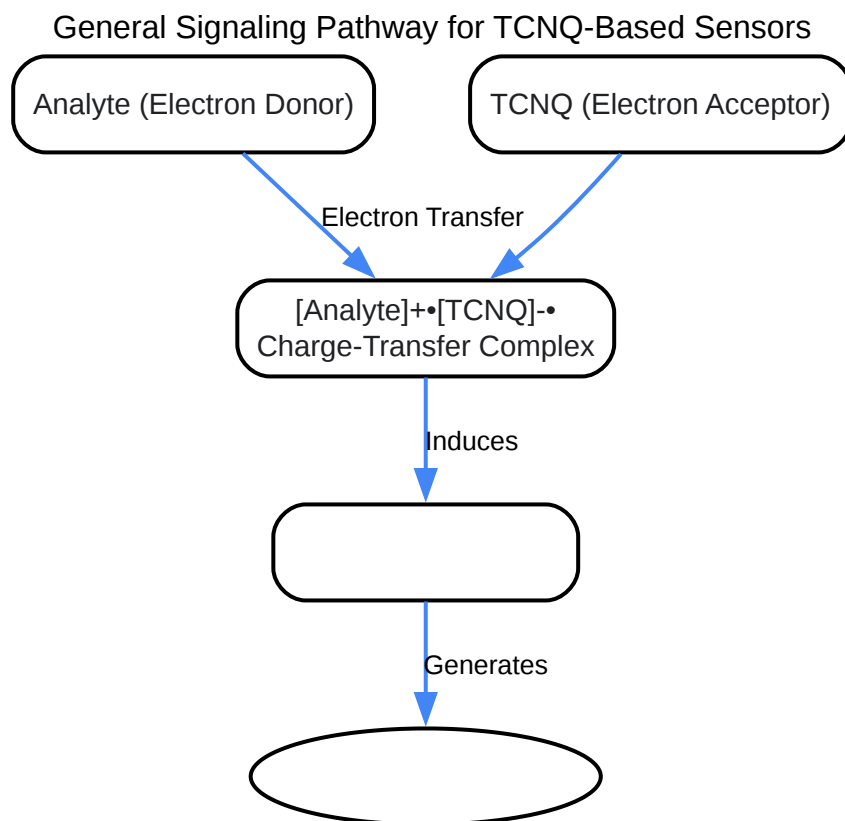 General Signaling Pathway for TCNQ-Based Sensors
Analyte (Electron Donor)
TCNQ (Electron Acceptor)
Electron Transfer
[Analyte]+•[TCNQ]-•
Charge-Transfer Complex
Induces
Generates